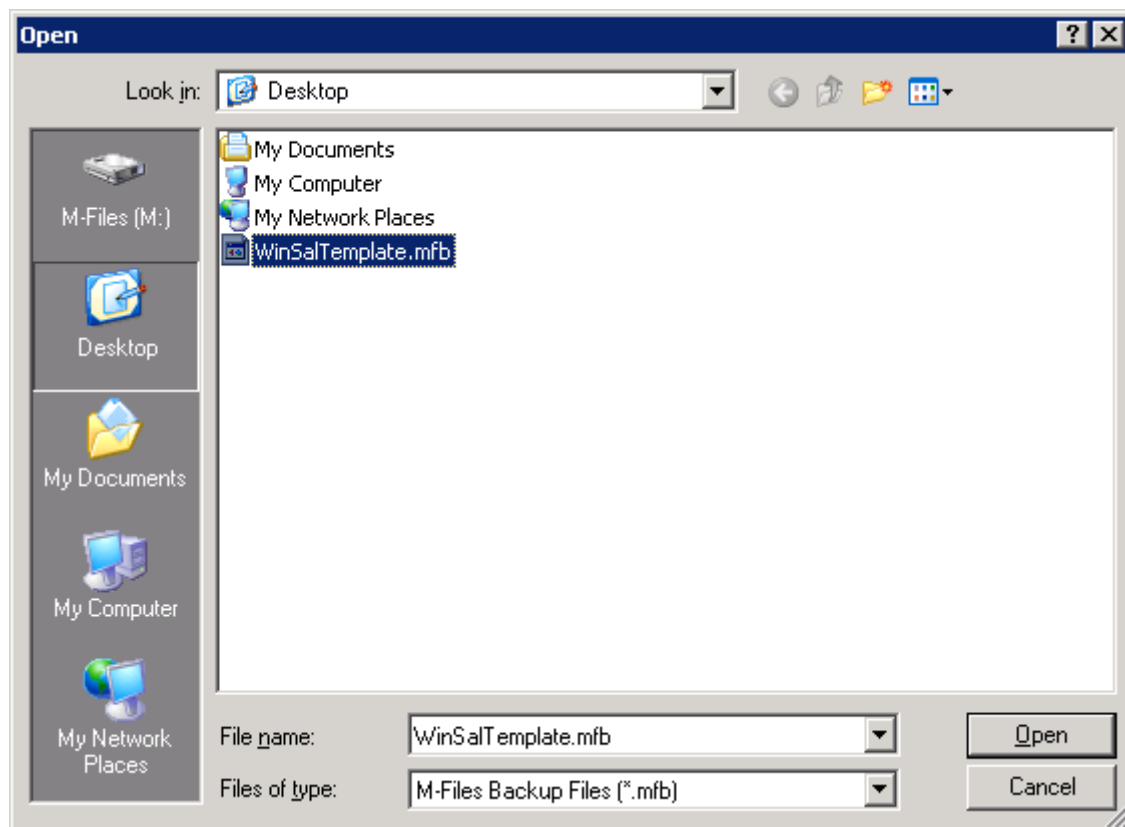 Open
Look in:
Desktop
M-Files (M:)
Desktop
My Documents
My Computer
My Network
Places
My Documents
My Computer
My Network Places
WinSalTemplate.mfb
File name:
WinSalTemplate.mfb
Open
Files of type:
M-Files Backup Files (*.mfb)
Cancel